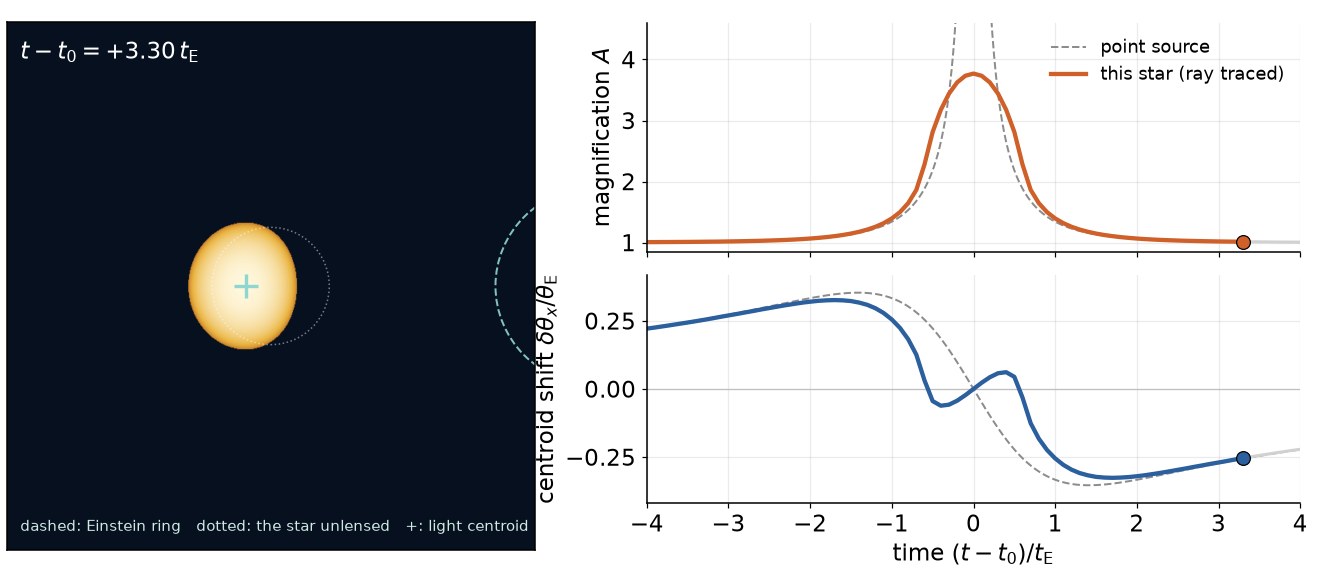 t − t₀ = +3.30 t_E
dashed: Einstein ring dotted: the star unlensed +: light centroid
magnification A
4
3
2
1
point source
this star (ray traced)
centroid shift δθₓ/θ_E
0.25
0.00
−0.25
−4 −3 −2 −1 0 1 2 3 4
time (t − t₀)/t_E